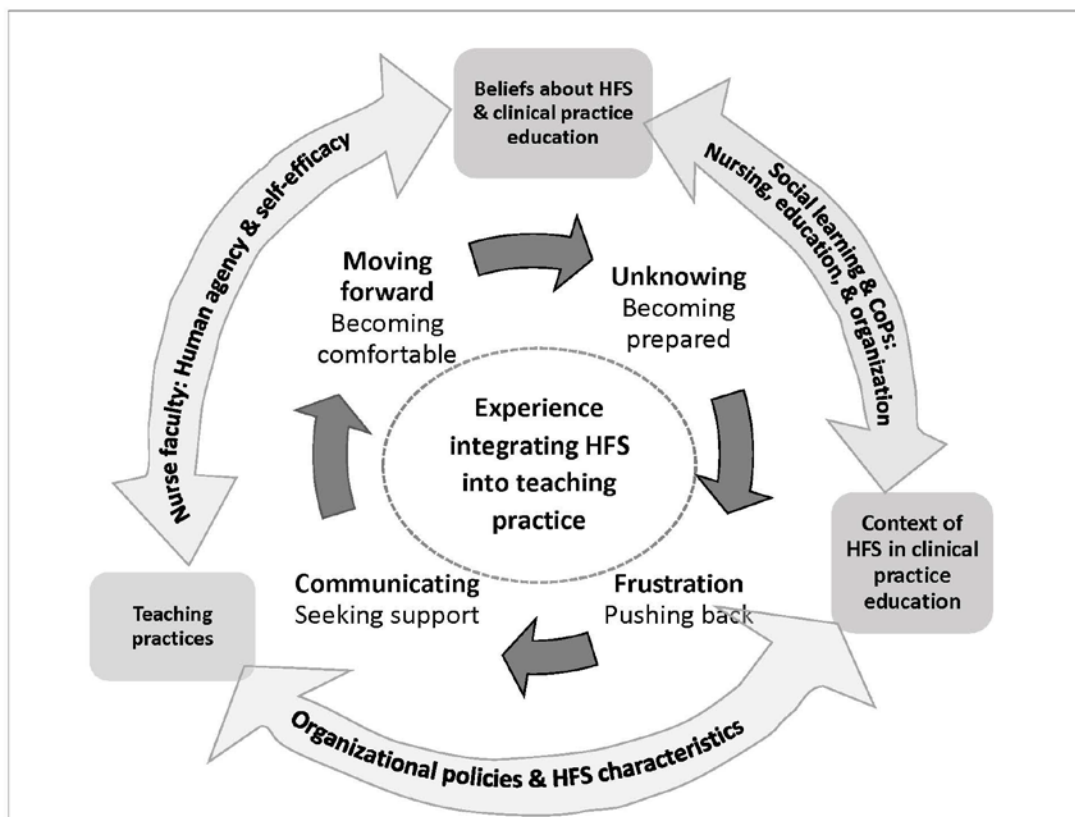 Beliefs about HFS
& clinical practice
education
Nurse faculty: Human agency & self-efficacy
Social learning & CoPs:
Nursing, education, & organization
Moving
forward
Becoming
comfortable
Unknowing
Becoming
prepared
Experience
integrating HFS
into teaching
practice
Context of
HFS in clinical
practice
education
Communicating
Seeking support
Frustration
Pushing back
Teaching
practices
Organizational policies & HFS characteristics